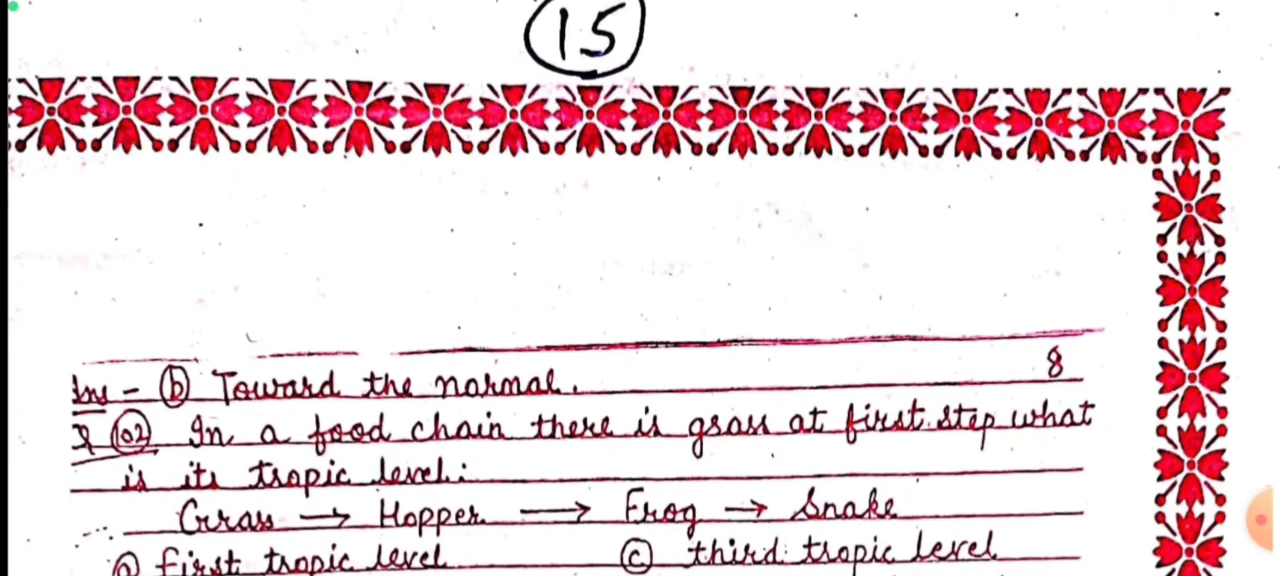 15
8
Ans - (b) Toward the normal.
Q (02) In a food chain there is grass at first step what
is its tropic level:
Grass → Hopper → Frog → Snake
(a) first tropic level (c) third tropic level